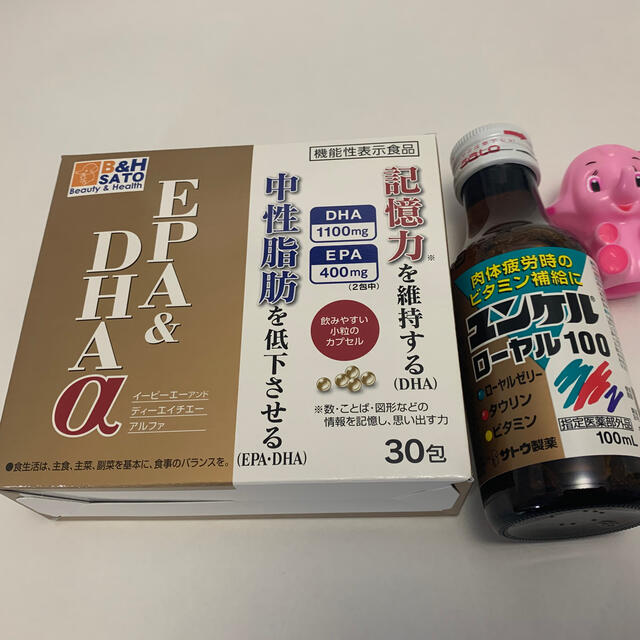 B&H
SATO
Beauty & Health
EPA &
DHA
α
イーピーエーアンド
ディーエイチエー
アルファ
●食生活は、主食、主菜、副菜を基本に、食事のバランスを。
機能性表示食品
記憶力※を維持する(DHA)
中性脂肪を低下させる(EPA・DHA)
DHA
1100mg
EPA
400mg
(2包中)
飲みやすい
小粒の
カプセル
※数・ことば・図形などの
情報を記憶し、思い出す力
30包
肉体疲労時の
ビタミン補給に
ユンケル
ローヤル100
ローヤルゼリー
タウリン
ビタミン
指定医薬部外品
100mL
サトウ製薬